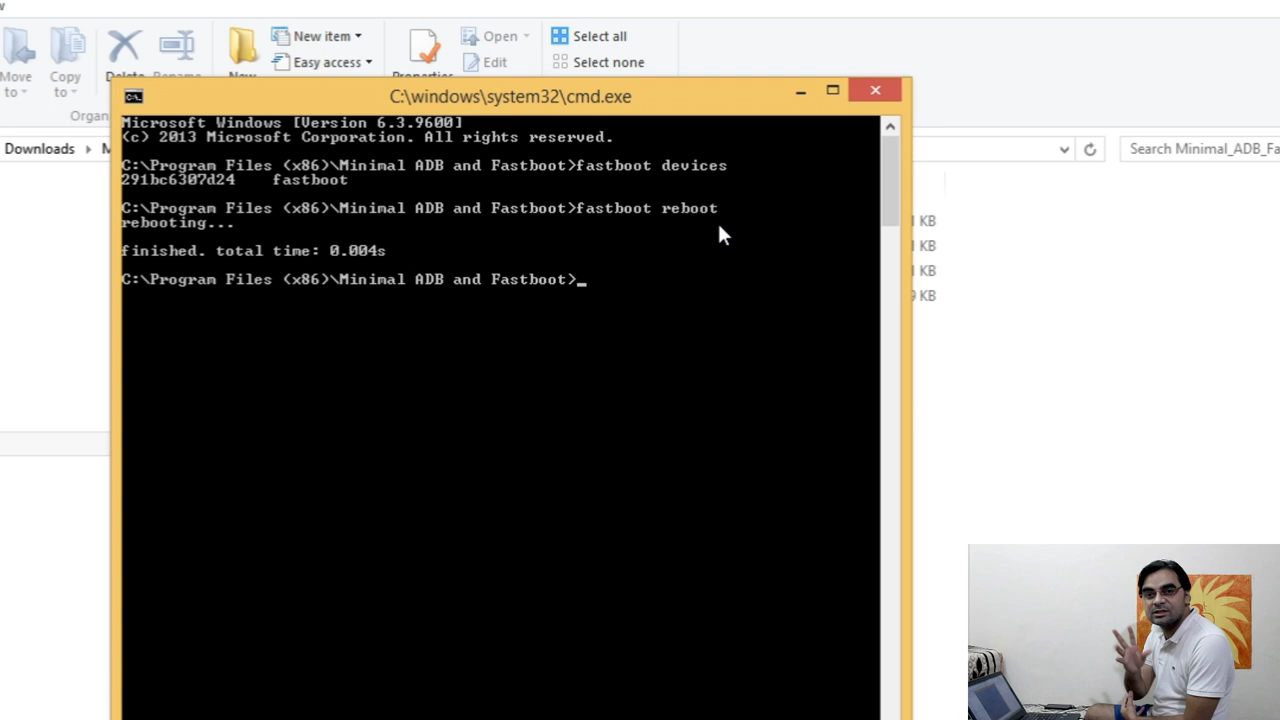 New item
Open
Select all
Move to
Copy to
Delete
Rename
New
Easy access
Properties
Edit
Select none
Organ
C:\windows\system32\cmd.exe
Downloads
Search Minimal_ADB_Fa
Microsoft Windows [Version 6.3.9600]
(c) 2013 Microsoft Corporation. All rights reserved.
C:\Program Files (x86)\Minimal ADB and Fastboot>fastboot devices
291bc6307d24 fastboot
C:\Program Files (x86)\Minimal ADB and Fastboot>fastboot reboot
rebooting...
finished. total time: 0.004s
C:\Program Files (x86)\Minimal ADB and Fastboot>_
KB
KB
KB
KB